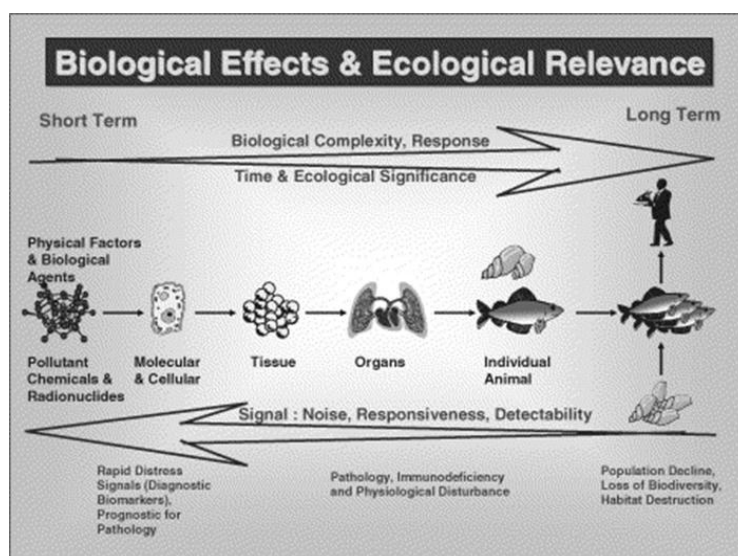 Biological Effects & Ecological Relevance
Short Term
Long Term
Biological Complexity, Response
Time & Ecological Significance
Physical Factors
& Biological
Agents
Pollutant
Chemicals &
Radionuclides
Molecular
& Cellular
Tissue
Organs
Individual
Animal
Signal : Noise, Responsiveness, Detectability
Rapid Distress
Signals (Diagnostic
Biomarkers),
Prognostic for
Pathology
Pathology, Immunodeficiency
and Physiological Disturbance
Population Decline,
Loss of Biodiversity,
Habitat Destruction